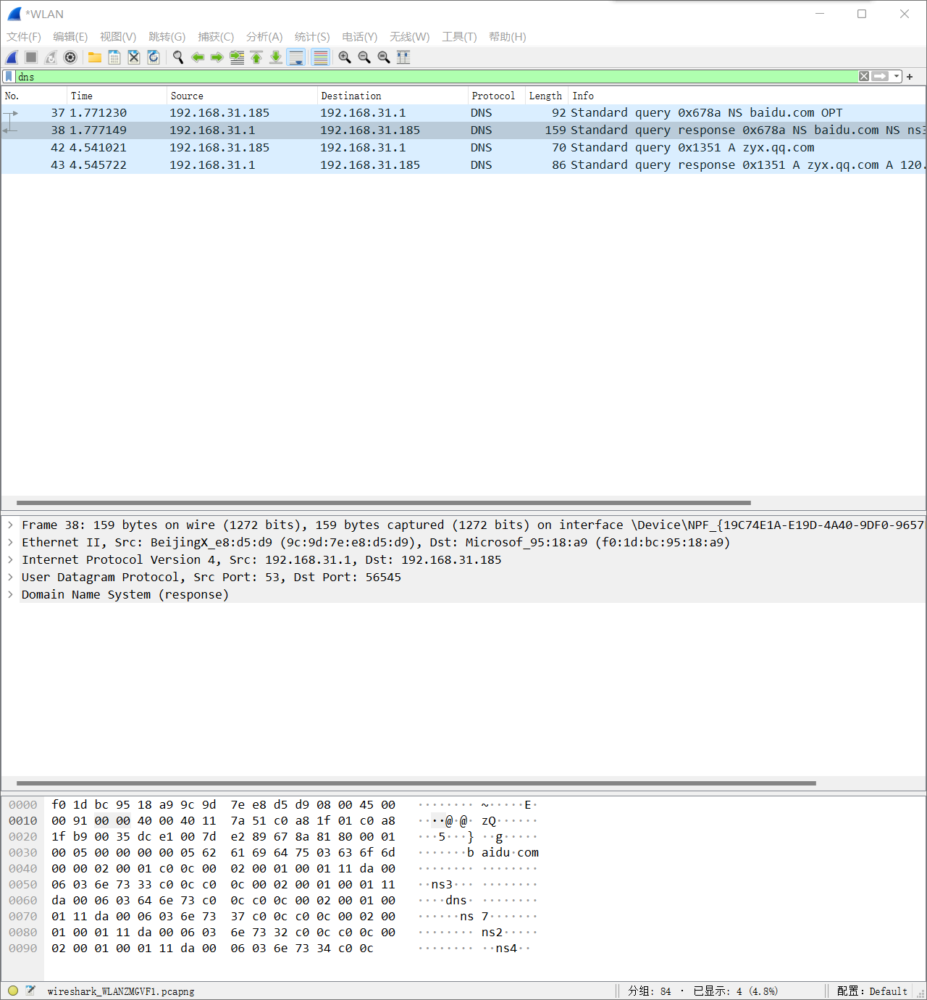 *WLAN
文件(F) 编辑(E) 视图(V) 跳转(G) 捕获(C) 分析(A) 统计(S) 电话(Y) 无线(W) 工具(T) 帮助(H)
dns
No. Time Source Destination Protocol Length Info
37 1.771230 192.168.31.185 192.168.31.1 DNS 92 Standard query 0x678a NS baidu.com OPT
38 1.777149 192.168.31.1 192.168.31.185 DNS 159 Standard query response 0x678a NS baidu.com NS ns3
42 4.541021 192.168.31.185 192.168.31.1 DNS 70 Standard query 0x1351 A zyx.qq.com
43 4.545722 192.168.31.1 192.168.31.185 DNS 86 Standard query response 0x1351 A zyx.qq.com A 120.
Frame 38: 159 bytes on wire (1272 bits), 159 bytes captured (1272 bits) on interface \Device\NPF_{19C74E1A-E19D-4A40-9DF0-9657
Ethernet II, Src: BeijingX_e8:d5:d9 (9c:9d:7e:e8:d5:d9), Dst: Microsof_95:18:a9 (f0:1d:bc:95:18:a9)
Internet Protocol Version 4, Src: 192.168.31.1, Dst: 192.168.31.185
User Datagram Protocol, Src Port: 53, Dst Port: 56545
Domain Name System (response)
0000 f0 1d bc 95 18 a9 9c 9d 7e e8 d5 d9 08 00 45 00 ········ ~·····E·
0010 00 91 00 00 40 00 40 11 7a 51 c0 a8 1f 01 c0 a8 ····@·@· zQ······
0020 1f b9 00 35 dc e1 00 7d e2 89 67 8a 81 80 00 01 ···5···} ··g·····
0030 00 05 00 00 00 00 05 62 61 69 64 75 03 63 6f 6d ·······b aidu·com
0040 00 00 02 00 01 c0 0c 00 02 00 01 00 01 11 da 00 ········ ········
0050 06 03 6e 73 33 c0 0c c0 0c 00 02 00 01 00 01 11 ··ns3··· ········
0060 da 00 06 03 64 6e 73 c0 0c c0 0c 00 02 00 01 00 ····dns· ········
0070 01 11 da 00 06 03 6e 73 37 c0 0c c0 0c 00 02 00 ······ns 7·······
0080 01 00 01 11 da 00 06 03 6e 73 32 c0 0c c0 0c 00 ········ ns2·····
0090 02 00 01 00 01 11 da 00 06 03 6e 73 34 c0 0c ········ ··ns4··
wireshark_WLANZMGVF1.pcapng 分组: 84 · 已显示: 4 (4.8%) 配置: Default